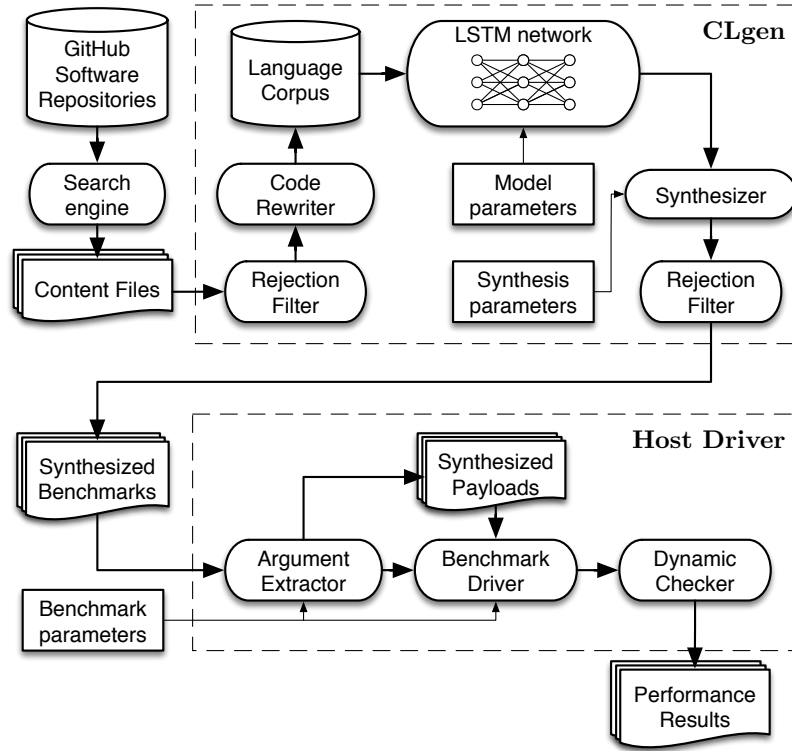 GitHub
Software
Repositories
Search
engine
Content Files
CLgen
Language
Corpus
Code
Rewriter
Rejection
Filter
LSTM network
Model
parameters
Synthesis
parameters
Synthesizer
Rejection
Filter
Synthesized
Benchmarks
Benchmark
parameters
Host Driver
Synthesized
Payloads
Argument
Extractor
Benchmark
Driver
Dynamic
Checker
Performance
Results